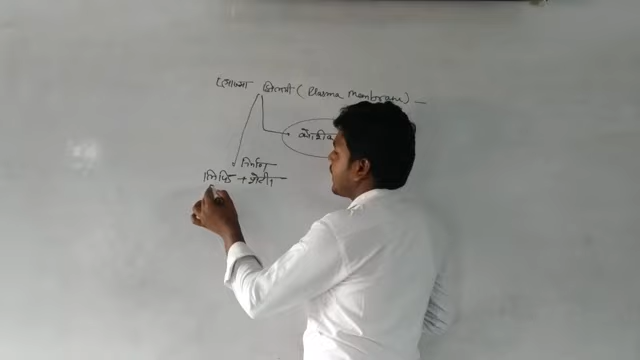 प्लाज्मा झिल्ली ( Plasma Membrane ) —
कोशिक
निर्माण
लिपिड + प्रोटीन